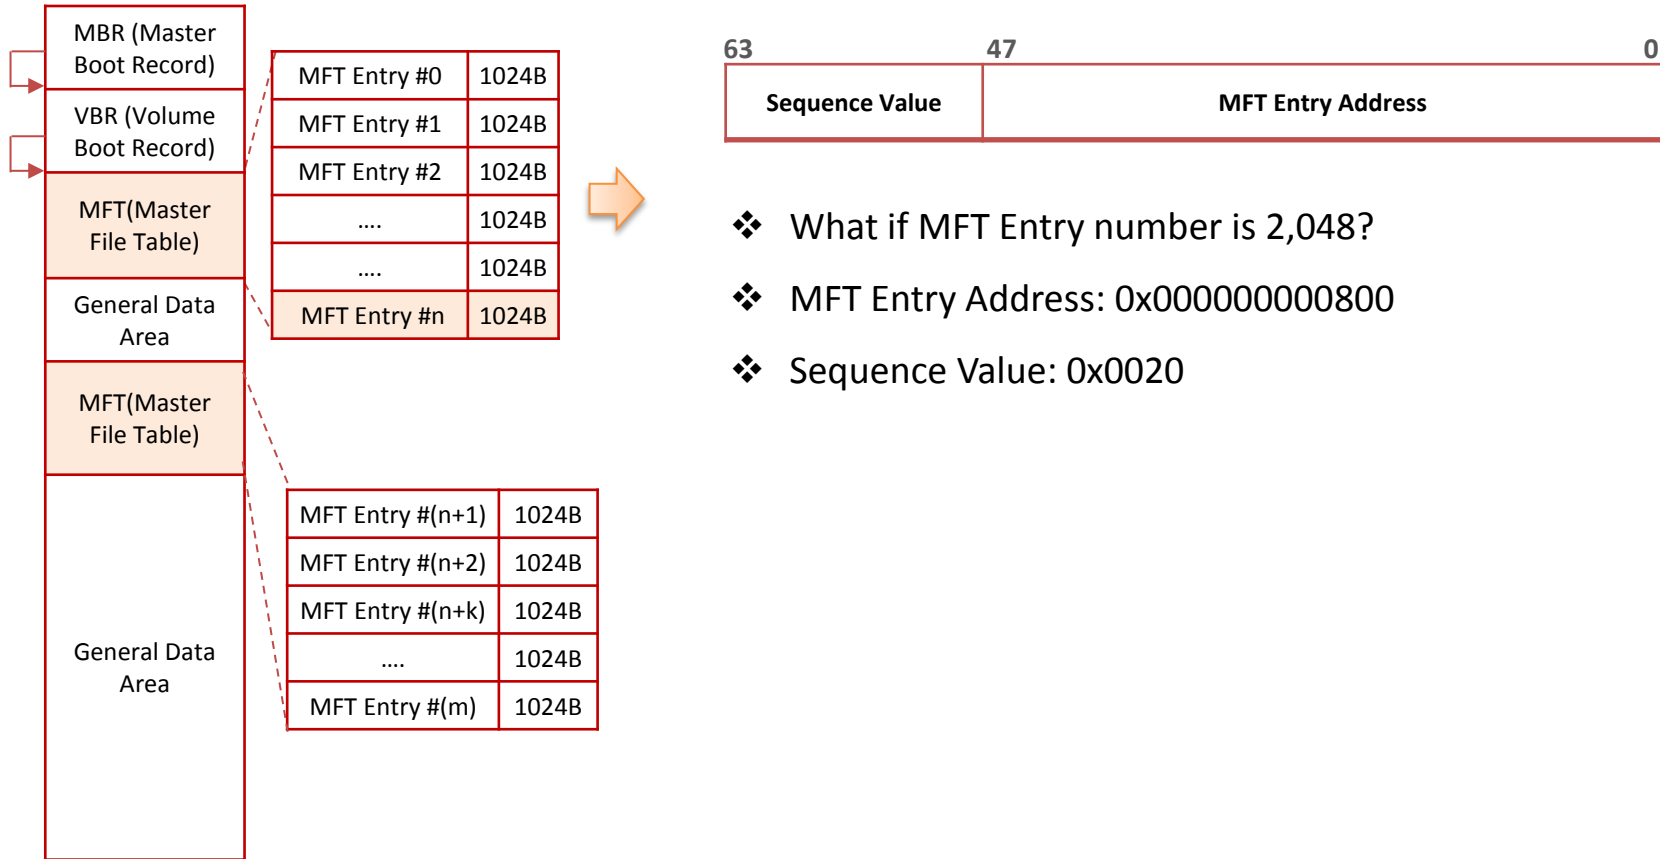 MBR (Master
Boot Record)
VBR (Volume
Boot Record)
MFT(Master
File Table)
General Data
Area
MFT(Master
File Table)
General Data
Area
MFT Entry #0 1024B
MFT Entry #1 1024B
MFT Entry #2 1024B
.... 1024B
.... 1024B
MFT Entry #n 1024B
MFT Entry #(n+1) 1024B
MFT Entry #(n+2) 1024B
MFT Entry #(n+k) 1024B
.... 1024B
MFT Entry #(m) 1024B
63 47 0
Sequence Value MFT Entry Address
❖ What if MFT Entry number is 2,048?
❖ MFT Entry Address: 0x000000000800
❖ Sequence Value: 0x0020